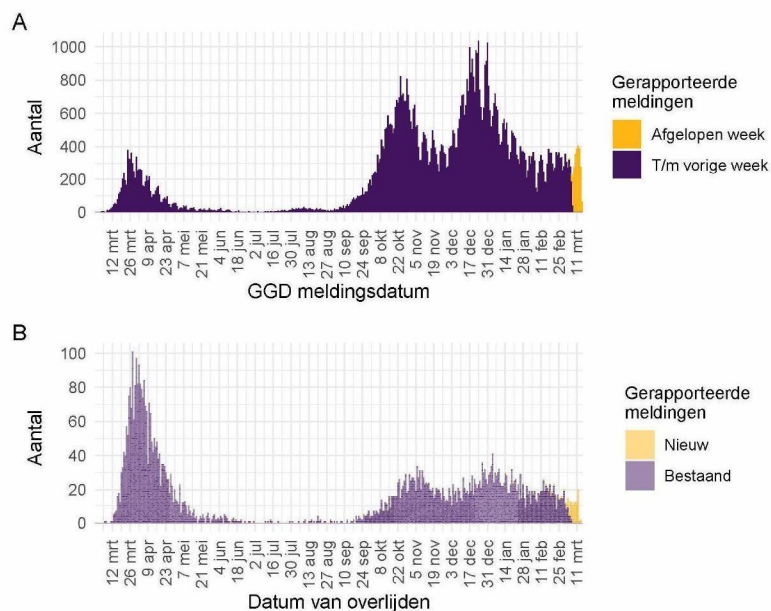 A
1000
800
600
400
200
0
Aantal
12 mrt
26 mrt
9 apr
23 apr
7 mei
21 mei
4 jun
18 jun
2 jul
16 jul
30 jul
13 aug
27 aug
10 sep
24 sep
8 okt
22 okt
5 nov
19 nov
3 dec
17 dec
31 dec
14 jan
28 jan
11 feb
25 feb
11 mrt
GGD meldingsdatum
Gerapporteerde
meldingen
Afgelopen week
T/m vorige week
B
100
80
60
40
20
0
Aantal
12 mrt
26 mrt
9 apr
23 apr
7 mei
21 mei
4 jun
18 jun
2 jul
16 jul
30 jul
13 aug
27 aug
10 sep
24 sep
8 okt
22 okt
5 nov
19 nov
3 dec
17 dec
31 dec
14 jan
28 jan
11 feb
25 feb
11 mrt
Datum van overlijden
Gerapporteerde
meldingen
Nieuw
Bestaand